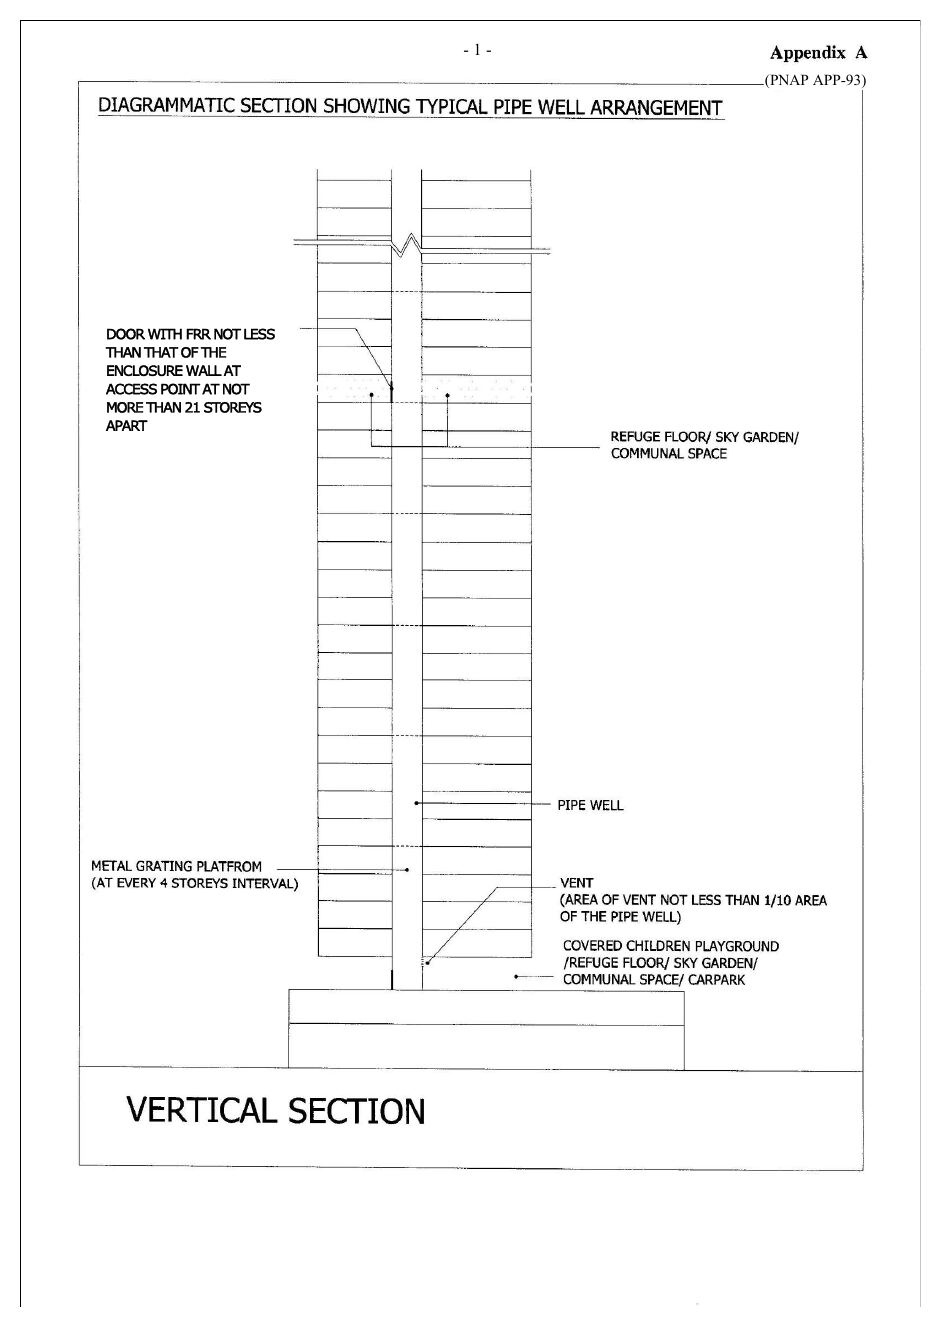 - 1 -
Appendix A
(PNAP APP-93)
DIAGRAMMATIC SECTION SHOWING TYPICAL PIPE WELL ARRANGEMENT
DOOR WITH FRR NOT LESS
THAN THAT OF THE
ENCLOSURE WALL AT
ACCESS POINT AT NOT
MORE THAN 21 STOREYS
APART
REFUGE FLOOR/ SKY GARDEN/
COMMUNAL SPACE
PIPE WELL
METAL GRATING PLATFROM
(AT EVERY 4 STOREYS INTERVAL)
VENT
(AREA OF VENT NOT LESS THAN 1/10 AREA
OF THE PIPE WELL)
COVERED CHILDREN PLAYGROUND
/REFUGE FLOOR/ SKY GARDEN/
COMMUNAL SPACE/ CARPARK
VERTICAL SECTION